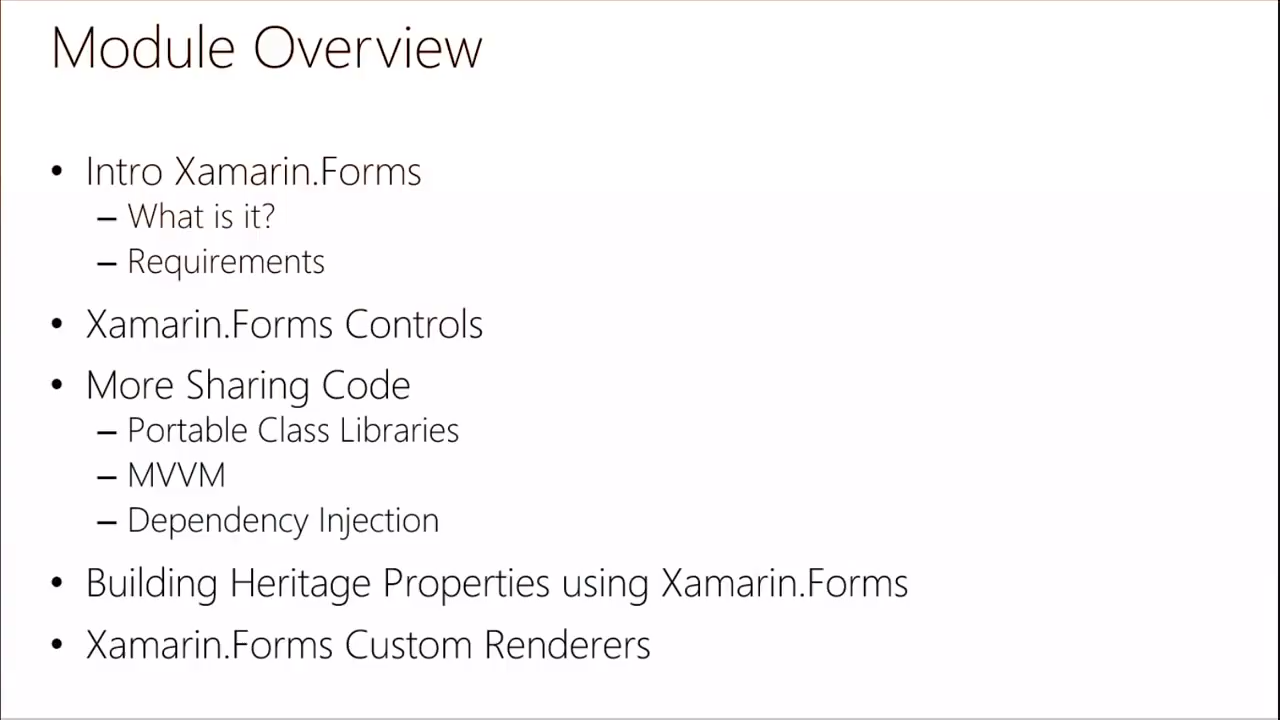 Module Overview
• Intro Xamarin.Forms
– What is it?
– Requirements
• Xamarin.Forms Controls
• More Sharing Code
– Portable Class Libraries
– MVVM
– Dependency Injection
• Building Heritage Properties using Xamarin.Forms
• Xamarin.Forms Custom Renderers